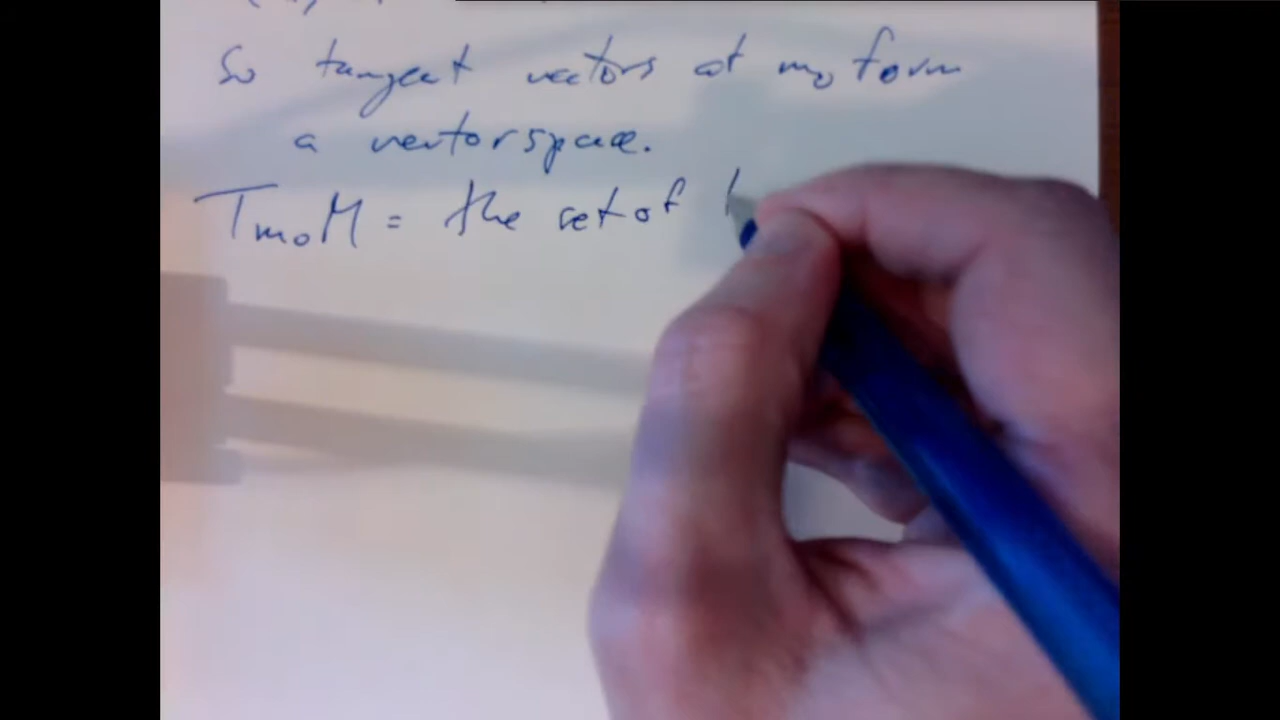 So tangent vectors at m₀ form
a vectorspace.
Tm₀M = the set of